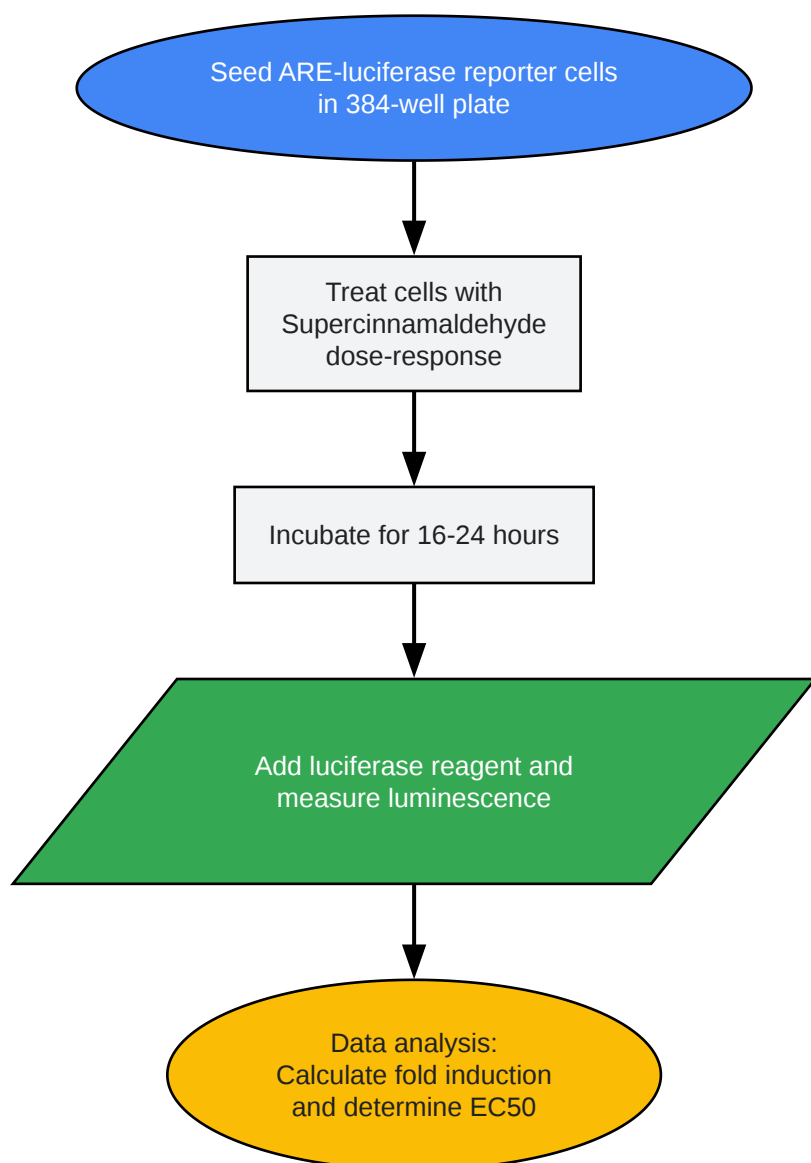 Seed ARE-luciferase reporter cells
in 384-well plate
Treat cells with
Supercinnamaldehyde
dose-response
Incubate for 16-24 hours
Add luciferase reagent and
measure luminescence
Data analysis:
Calculate fold induction
and determine EC50